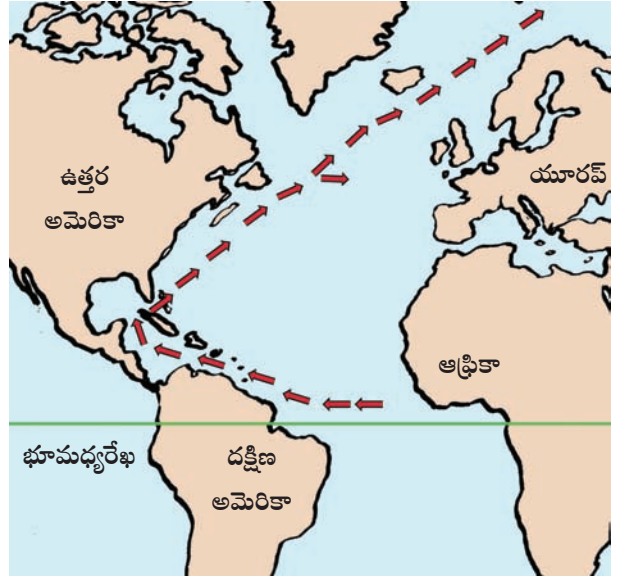 ఉత్తర
అమెరికా
యూరప్
ఆఫ్రికా
భూమధ్యరేఖ
దక్షిణ
అమెరికా